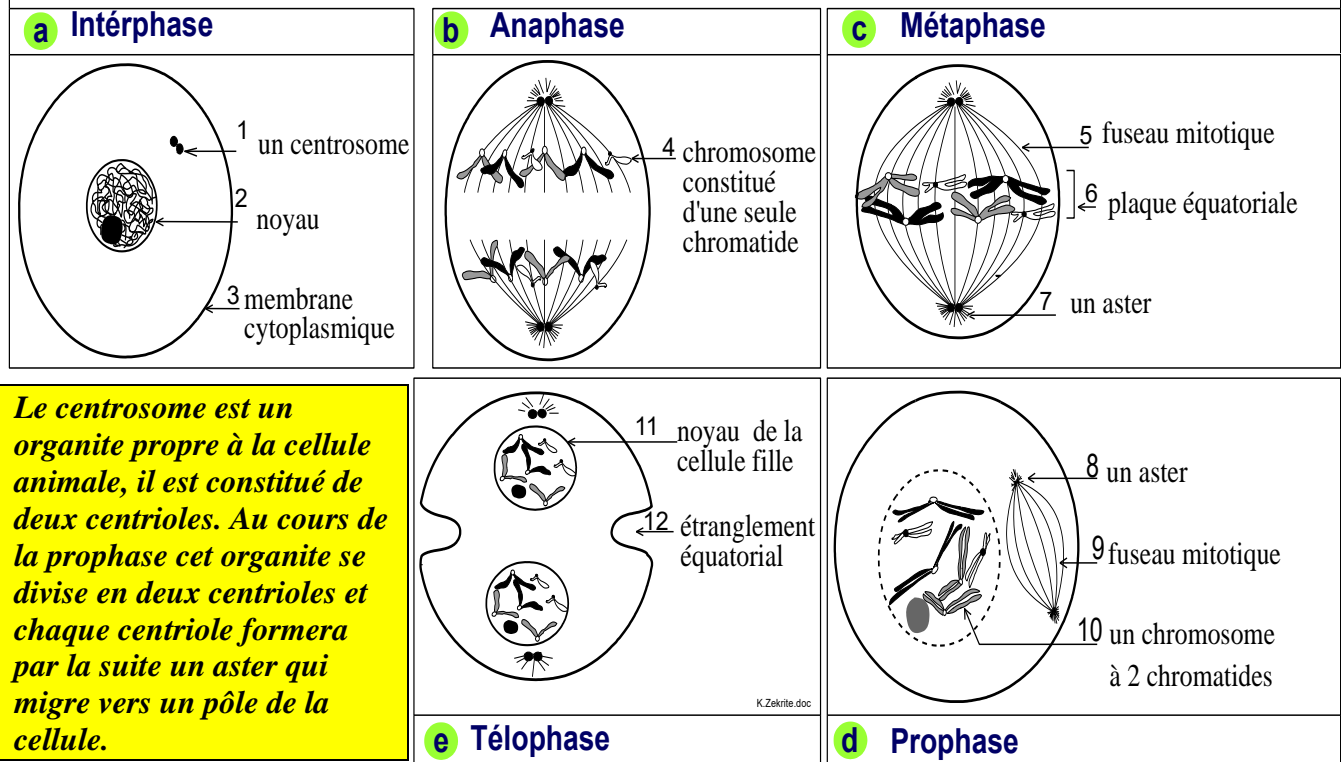 a Intérphase
1 un centrosome
2 noyau
3 membrane
cytoplasmique
b Anaphase
4 chromosome
constitué
d'une seule
chromatide
c Métaphase
5 fuseau mitotique
6 plaque équatoriale
7 un aster
Le centrosome est un
organite propre à la cellule
animale, il est constitué de
deux centrioles. Au cours de
la prophase cet organite se
divise en deux centrioles et
chaque centriole formera
par la suite un aster qui
migre vers un pôle de la
cellule.
11 noyau de la
cellule fille
12 étranglement
équatorial
K.Zekrite.doc
e Télophase
8 un aster
9 fuseau mitotique
10 un chromosome
à 2 chromatides
d Prophase